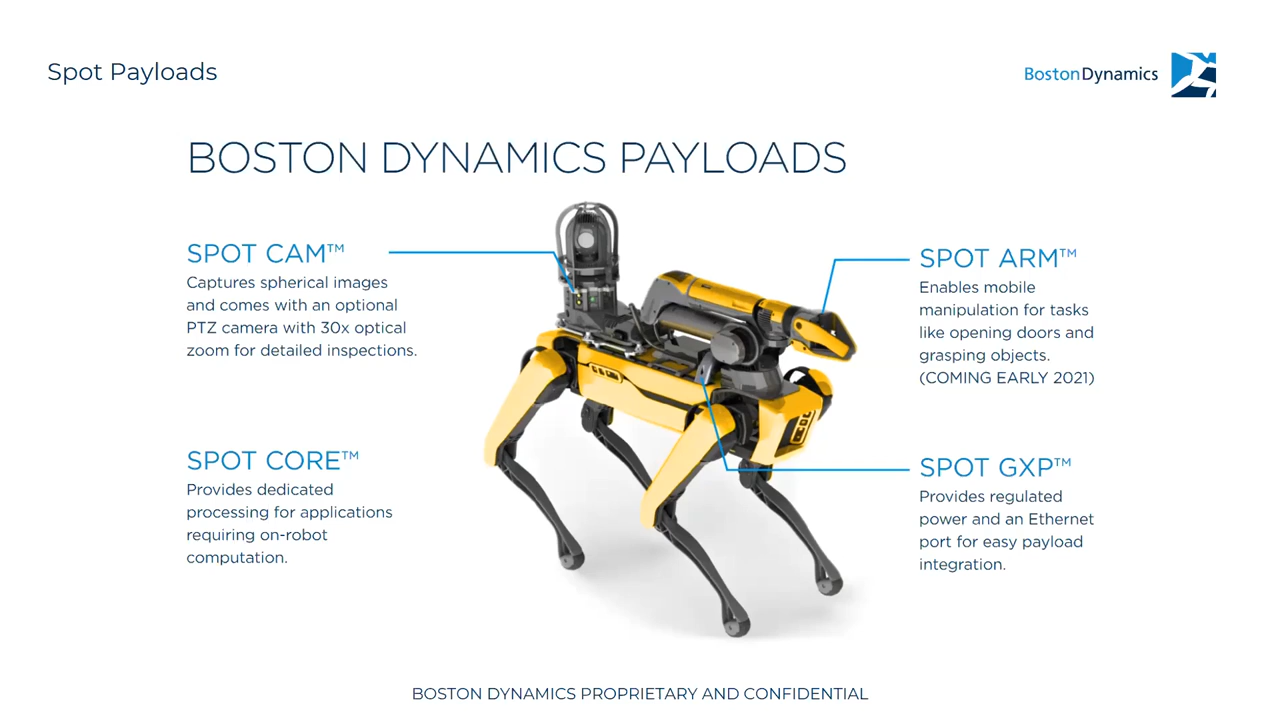 Spot Payloads
BostonDynamics
BOSTON DYNAMICS PAYLOADS
SPOT CAM™
Captures spherical images
and comes with an optional
PTZ camera with 30x optical
zoom for detailed inspections.
SPOT ARM™
Enables mobile
manipulation for tasks
like opening doors and
grasping objects.
(COMING EARLY 2021)
SPOT CORE™
Provides dedicated
processing for applications
requiring on-robot
computation.
SPOT GXP™
Provides regulated
power and an Ethernet
port for easy payload
integration.
BOSTON DYNAMICS PROPRIETARY AND CONFIDENTIAL